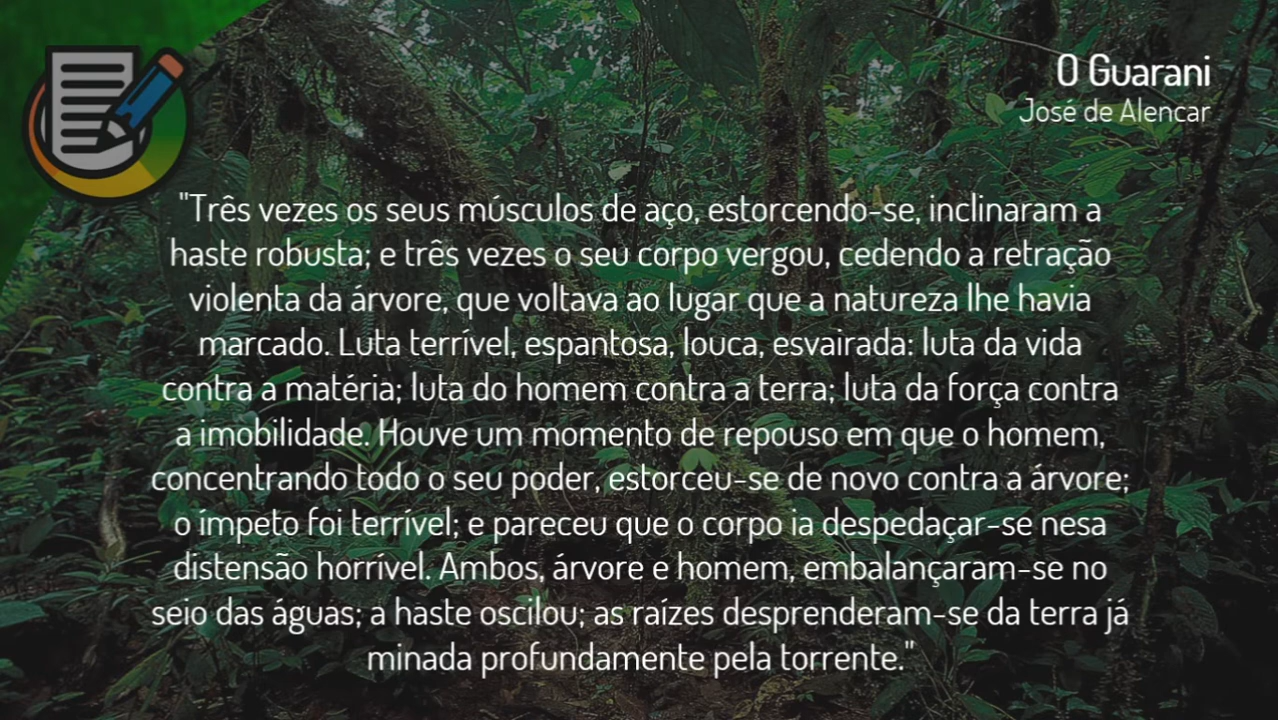 O Guarani
José de Alencar
"Três vezes os seus músculos de aço, estorcendo-se, inclinaram a
haste robusta; e três vezes o seu corpo vergou, cedendo a retração
violenta da árvore, que voltava ao lugar que a natureza lhe havia
marcado. Luta terrível, espantosa, louca, esvairada: luta da vida
contra a matéria; luta do homem contra a terra; luta da força contra
a imobilidade. Houve um momento de repouso em que o homem,
concentrando todo o seu poder, estorceu-se de novo contra a árvore;
o ímpeto foi terrível; e pareceu que o corpo ia despedaçar-se nesa
distensão horrível. Ambos, árvore e homem, embalançaram-se no
seio das águas; a haste oscilou; as raízes desprenderam-se da terra já
minada profundamente pela torrente."